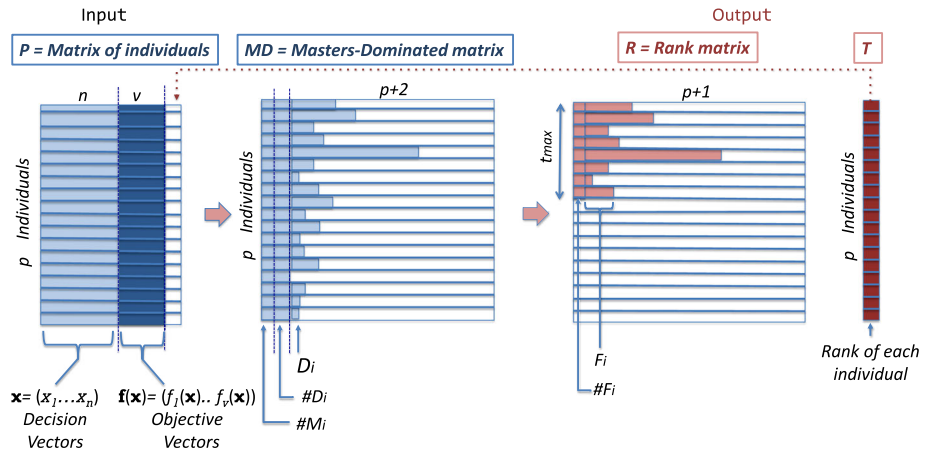 Input
Output
P = Matrix of individuals
MD = Masters-Dominated matrix
R = Rank matrix
T
n
v
p+2
p+1
p Individuals
p Individuals
tmax
p Individuals
Di
#Di
#Mi
Fi
#Fi
Rank of each
individual
x= (x1...xn)
Decision
Vectors
f(x)= (f1(x).. fv(x))
Objective
Vectors